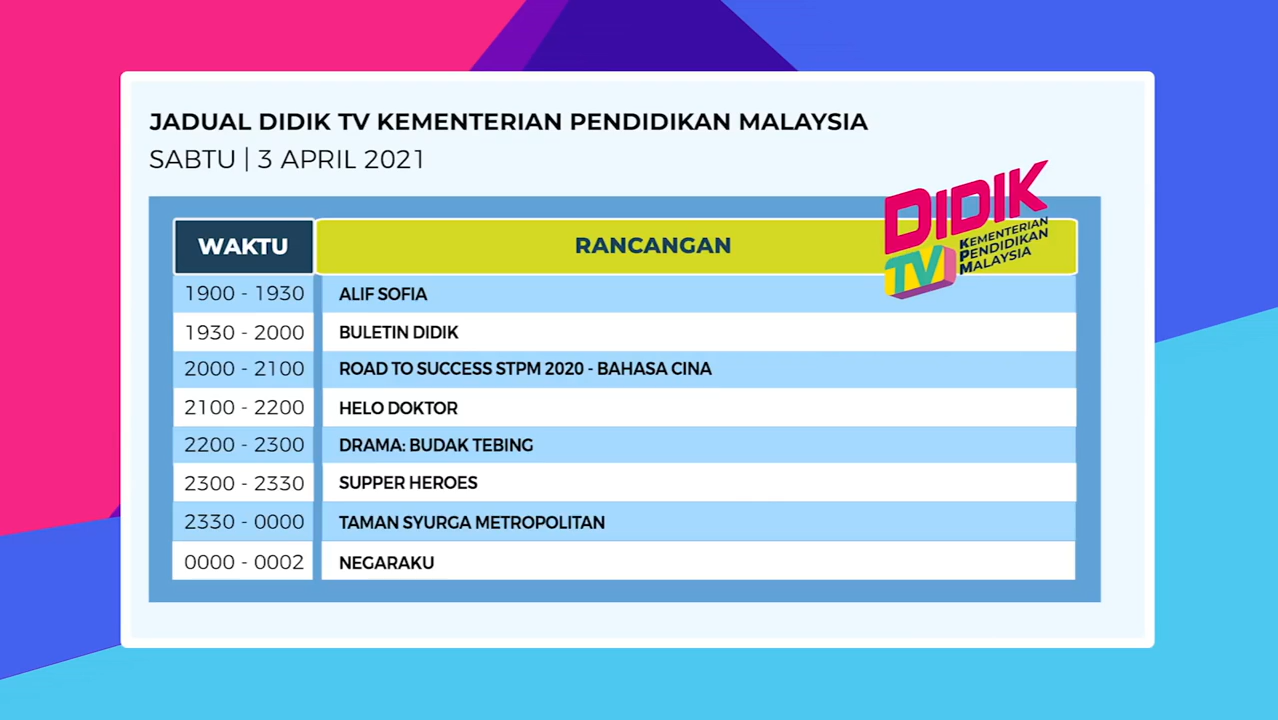 JADUAL DIDIK TV KEMENTERIAN PENDIDIKAN MALAYSIA
SABTU | 3 APRIL 2021
DIDIK
TV KEMENTERIAN
PENDIDIKAN
MALAYSIA
WAKTU RANCANGAN
1900 - 1930 ALIF SOFIA
1930 - 2000 BULETIN DIDIK
2000 - 2100 ROAD TO SUCCESS STPM 2020 - BAHASA CINA
2100 - 2200 HELO DOKTOR
2200 - 2300 DRAMA: BUDAK TEBING
2300 - 2330 SUPPER HEROES
2330 - 0000 TAMAN SYURGA METROPOLITAN
0000 - 0002 NEGARAKU